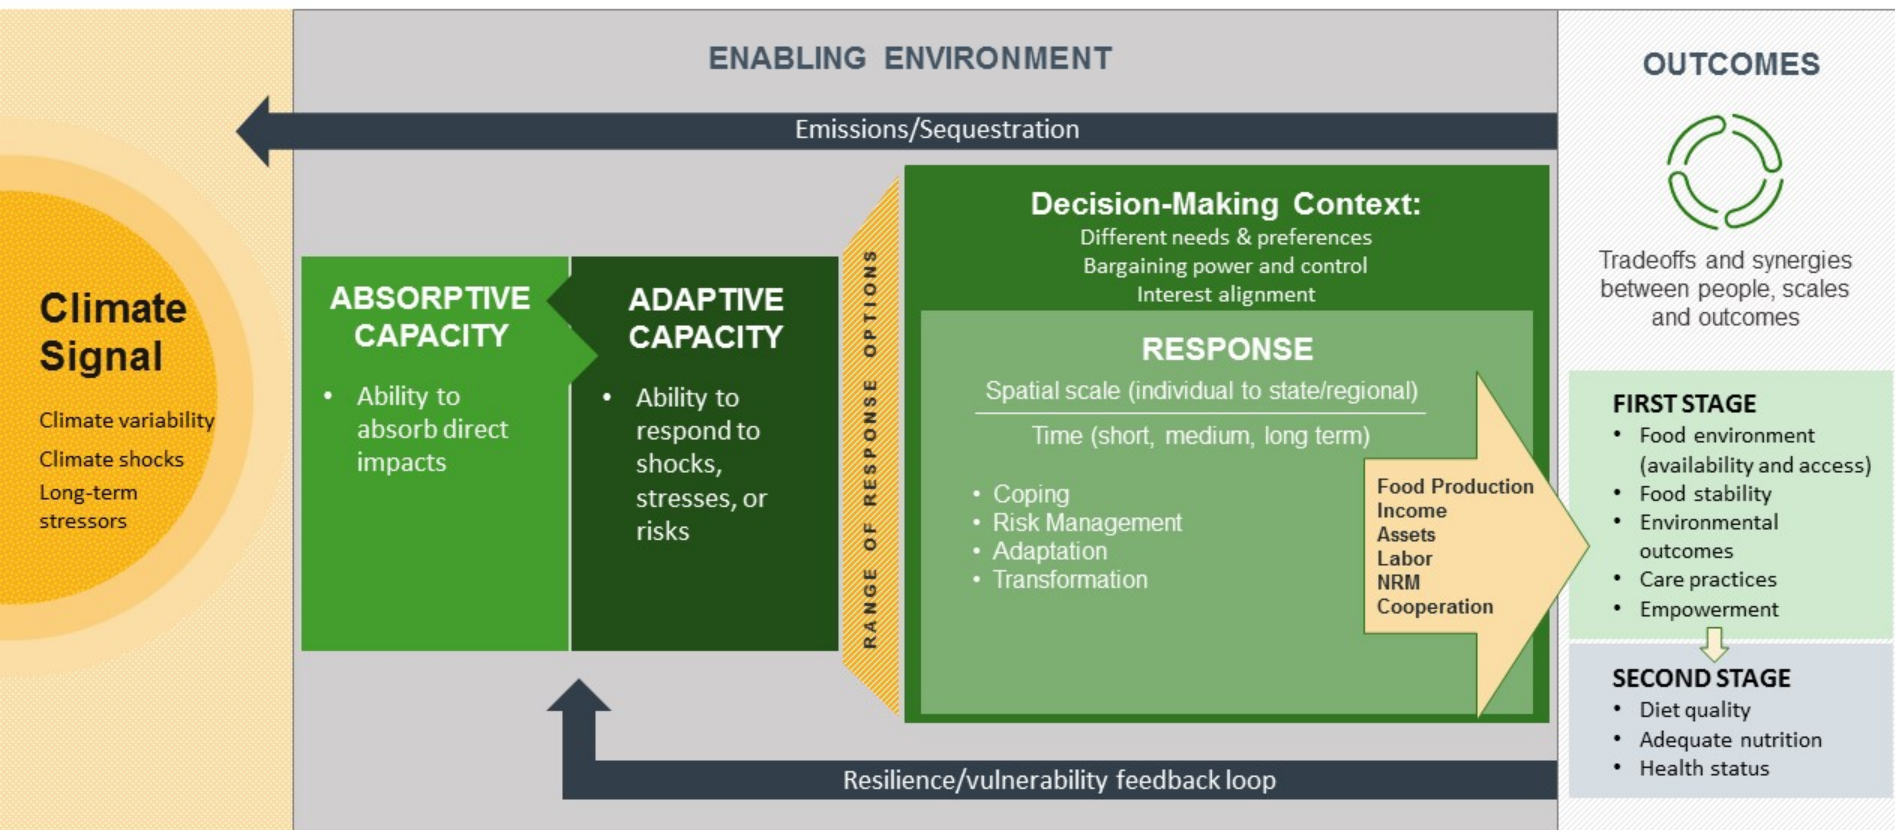 ENABLING ENVIRONMENT
OUTCOMES
Emissions/Sequestration
Climate
Signal
Climate variability
Climate shocks
Long-term
stressors
ABSORPTIVE
CAPACITY
• Ability to
absorb direct
impacts
ADAPTIVE
CAPACITY
• Ability to
respond to
shocks,
stresses, or
risks
RANGE OF RESPONSE OPTIONS
Decision-Making Context:
Different needs & preferences
Bargaining power and control
Interest alignment
RESPONSE
Spatial scale (individual to state/regional)
Time (short, medium, long term)
• Coping
• Risk Management
• Adaptation
• Transformation
Food Production
Income
Assets
Labor
NRM
Cooperation
Resilience/vulnerability feedback loop
Tradeoffs and synergies
between people, scales
and outcomes
FIRST STAGE
• Food environment
(availability and access)
• Food stability
• Environmental
outcomes
• Care practices
• Empowerment
SECOND STAGE
• Diet quality
• Adequate nutrition
• Health status